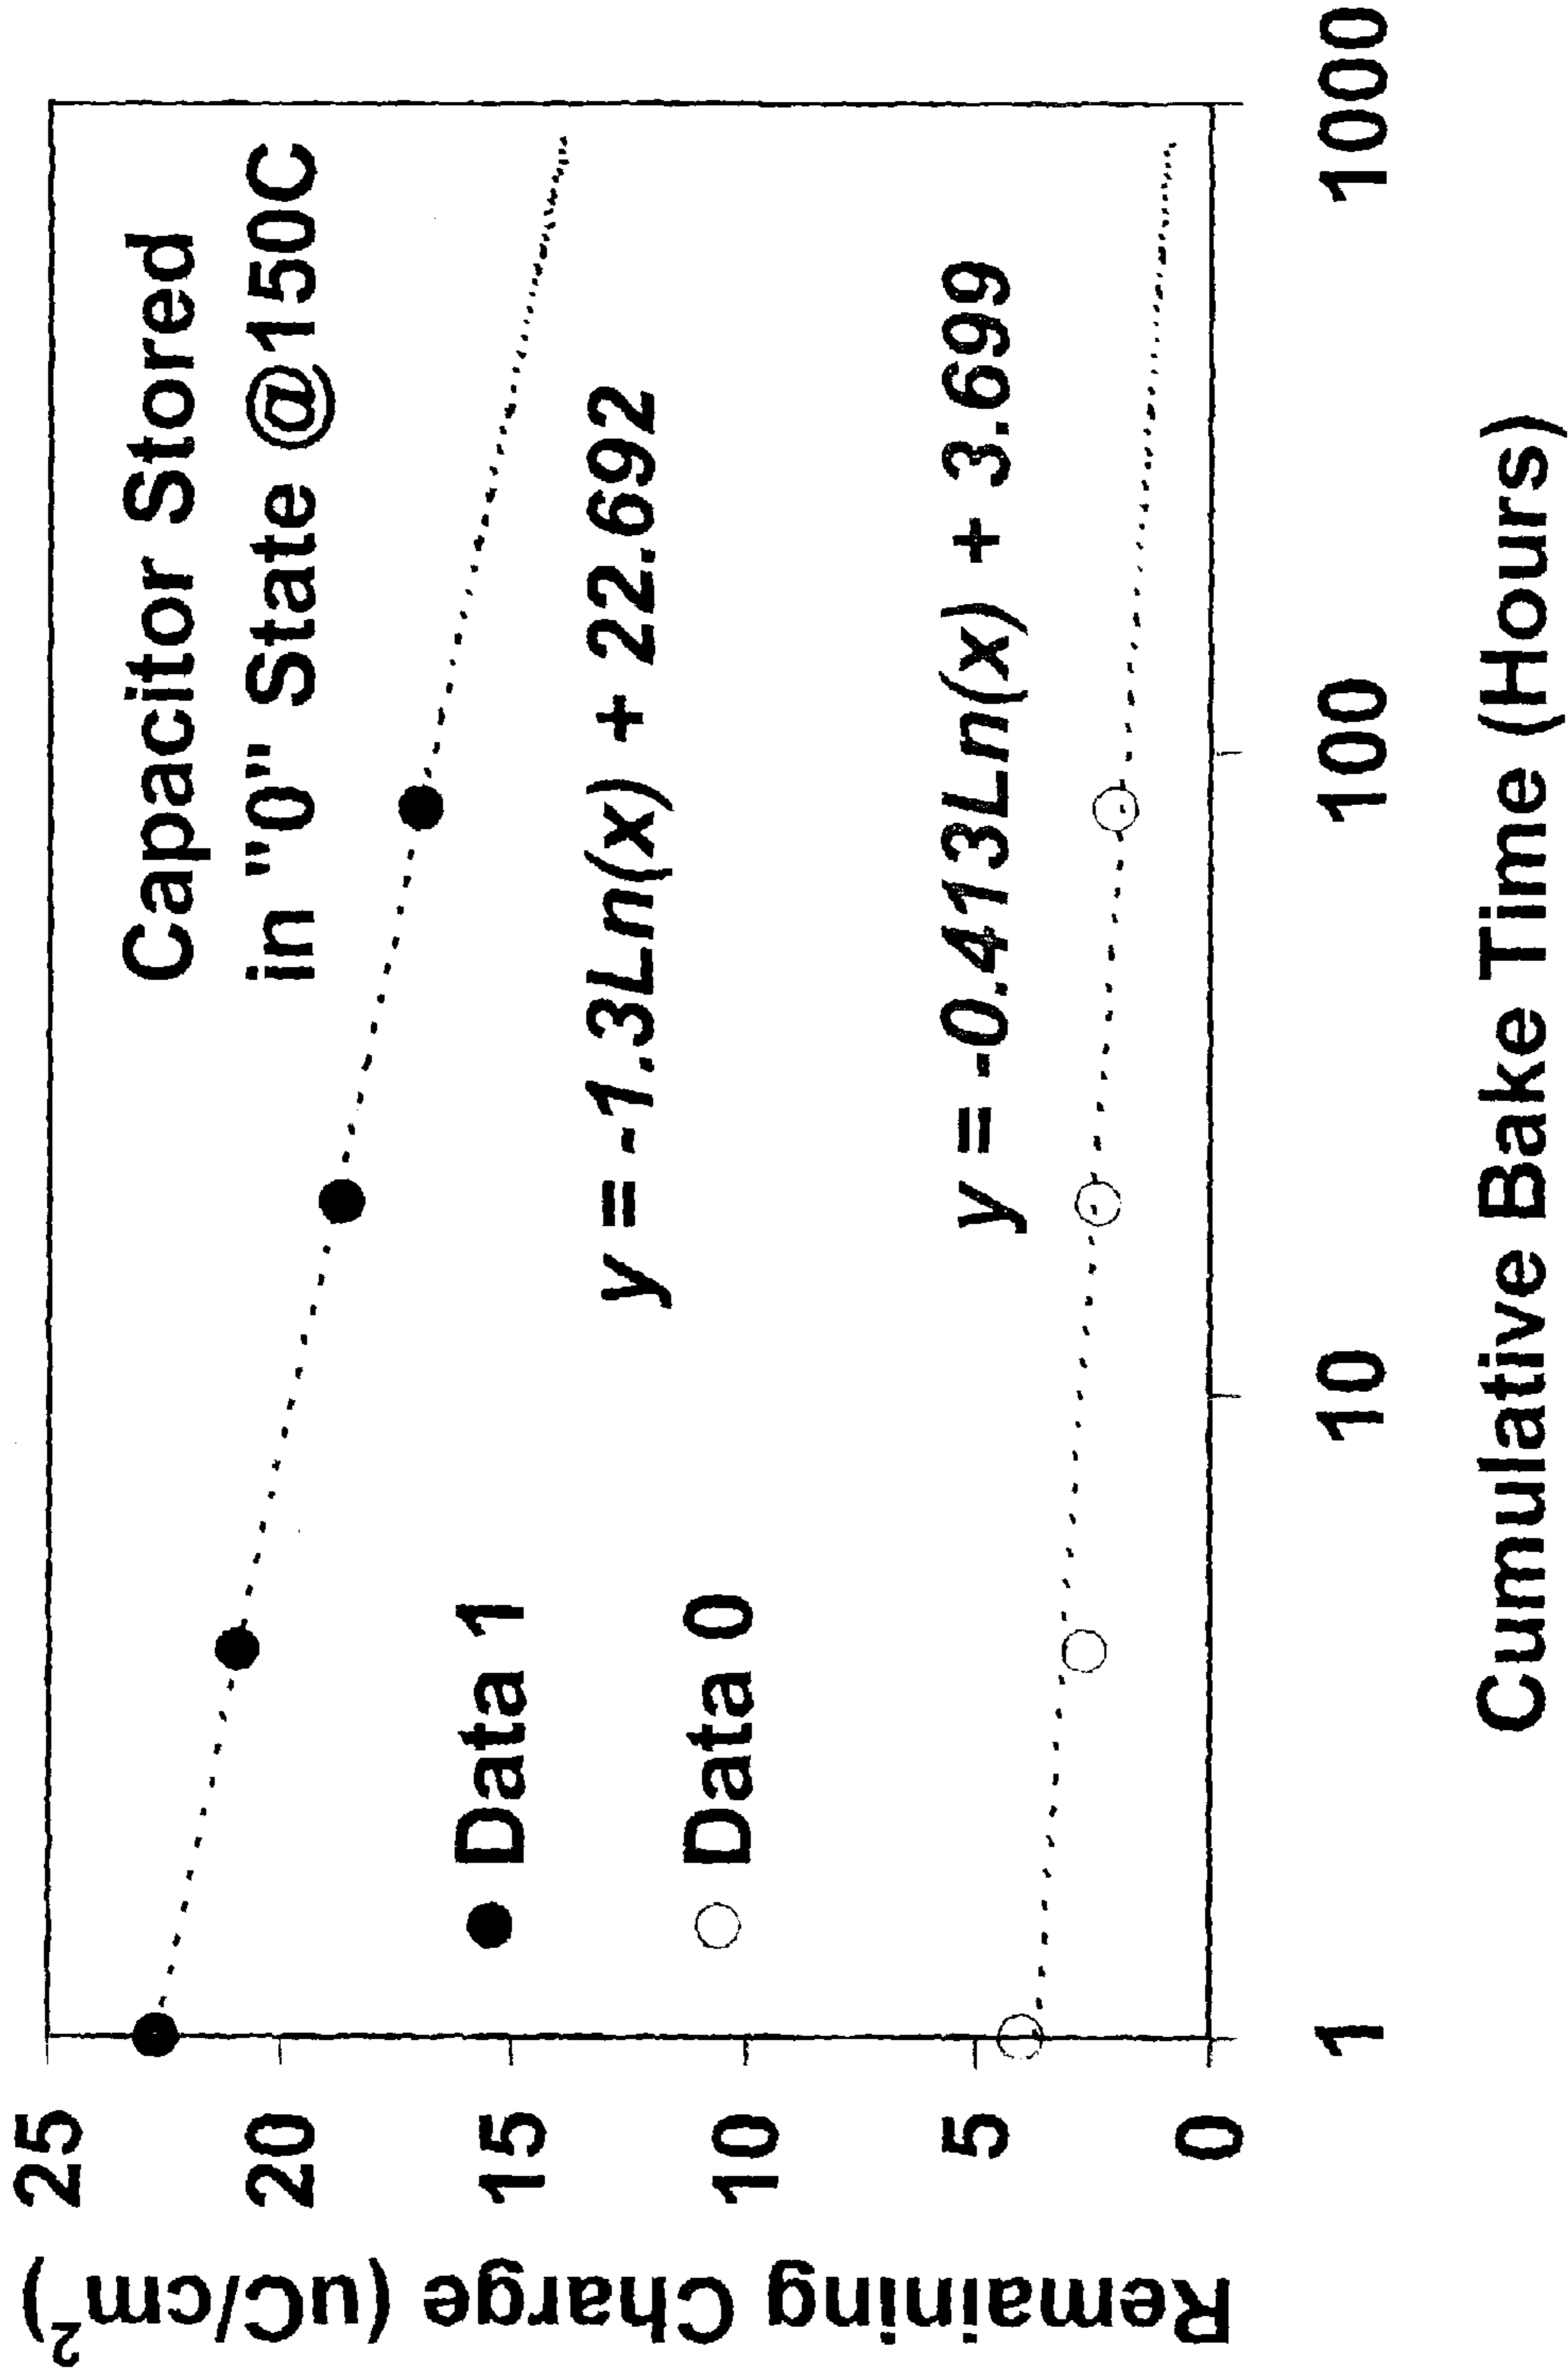 Capacitor Stored
in "0" State @150C
y = -1.3Ln(x) + 22.692
y = -0.413Ln(x) + 3.699
Data 1
Data 0
25
20
15
10
5
0
Remaining Charge (uC/cm²)
1
10
100
1000
Cumulative Bake Time (Hours)